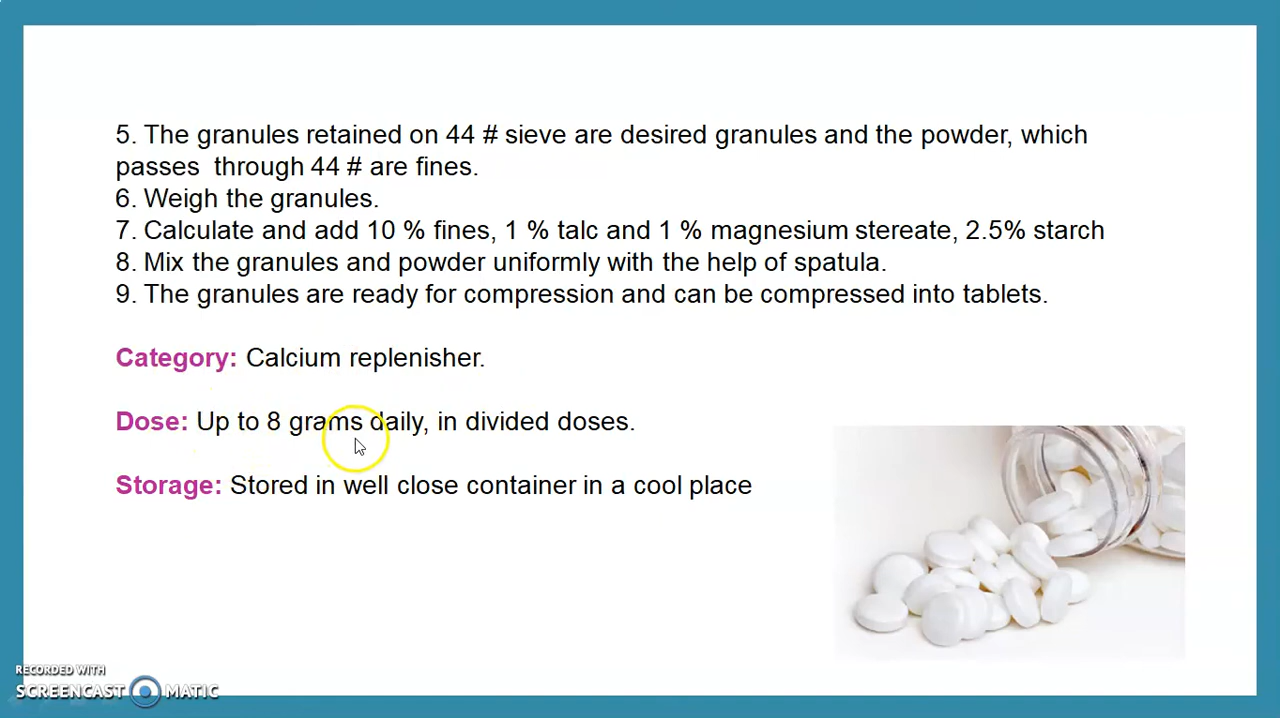 5. The granules retained on 44 # sieve are desired granules and the powder, which
passes through 44 # are fines.
6. Weigh the granules.
7. Calculate and add 10 % fines, 1 % talc and 1 % magnesium stereate, 2.5% starch
8. Mix the granules and powder uniformly with the help of spatula.
9. The granules are ready for compression and can be compressed into tablets.
Category: Calcium replenisher.
Dose: Up to 8 grams daily, in divided doses.
Storage: Stored in well close container in a cool place
RECORDED WITH
SCREENCAST MATIC